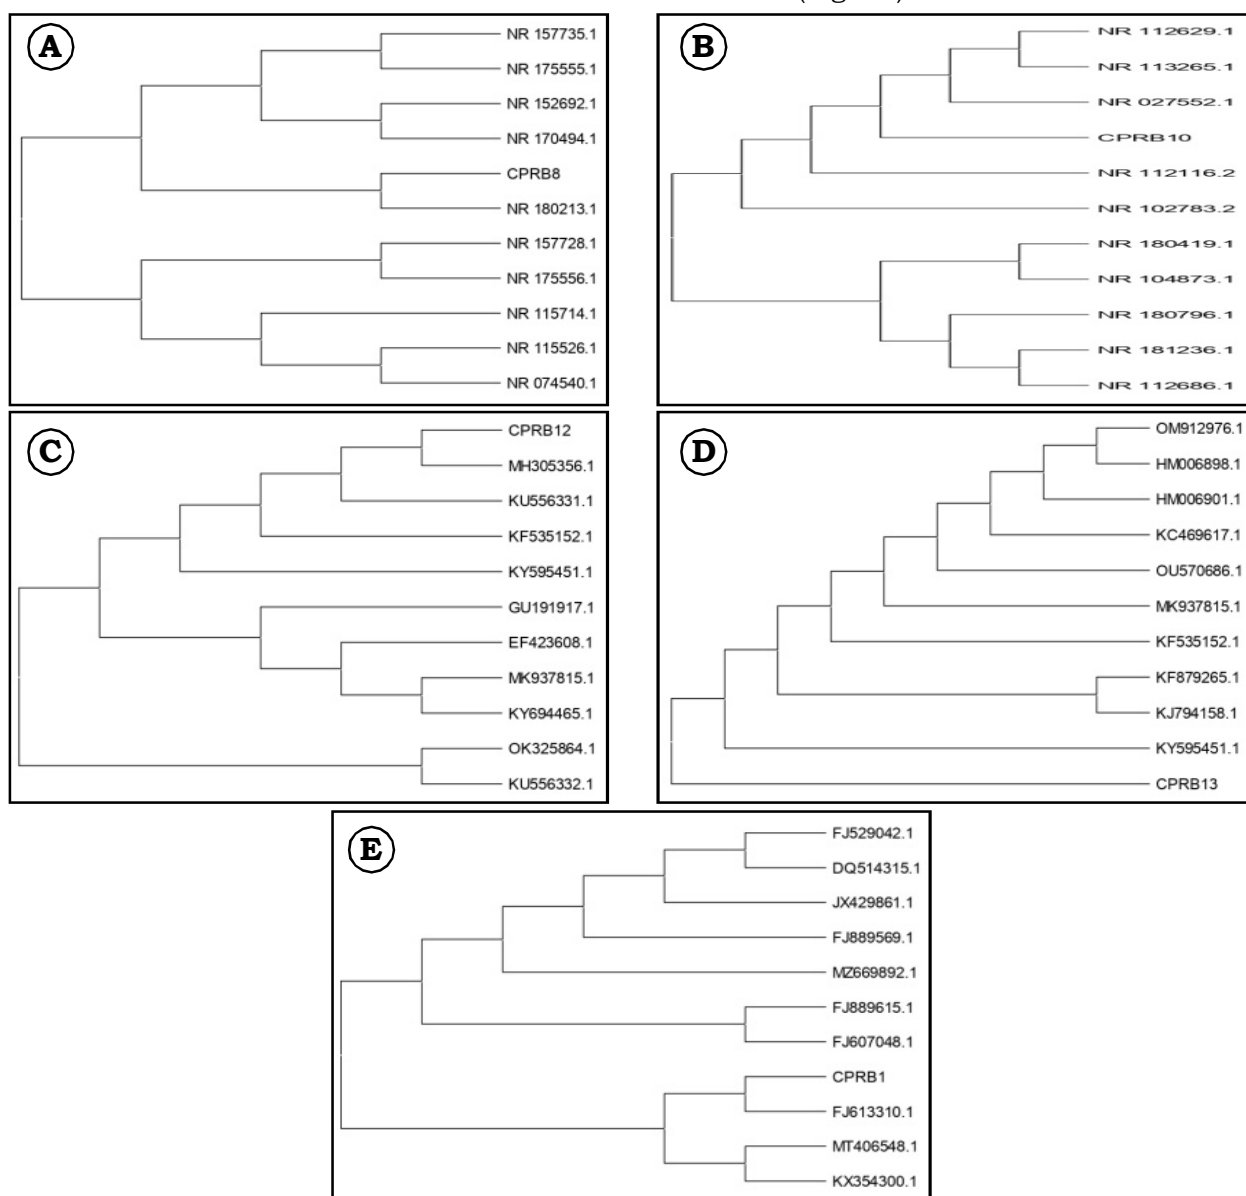 A
NR 157735.1
NR 175555.1
NR 152692.1
NR 170494.1
CPRB8
NR 180213.1
NR 157728.1
NR 175556.1
NR 115714.1
NR 115526.1
NR 074540.1
B
NR 112629.1
NR 113265.1
NR 027552.1
CPRB10
NR 112116.2
NR 102783.2
NR 180419.1
NR 104873.1
NR 180796.1
NR 181236.1
NR 112686.1
C
CPRB12
MH305356.1
KU556331.1
KF535152.1
KY595451.1
GU191917.1
EF423608.1
MK937815.1
KY694465.1
OK325864.1
KU556332.1
D
OM912976.1
HM006898.1
HM006901.1
KC469617.1
OU570686.1
MK937815.1
KF535152.1
KF879265.1
KJ794158.1
KY595451.1
CPRB13
E
FJ529042.1
DQ514315.1
JX429861.1
FJ889569.1
MZ669892.1
FJ889615.1
FJ607048.1
CPRB1
FJ613310.1
MT406548.1
KX354300.1